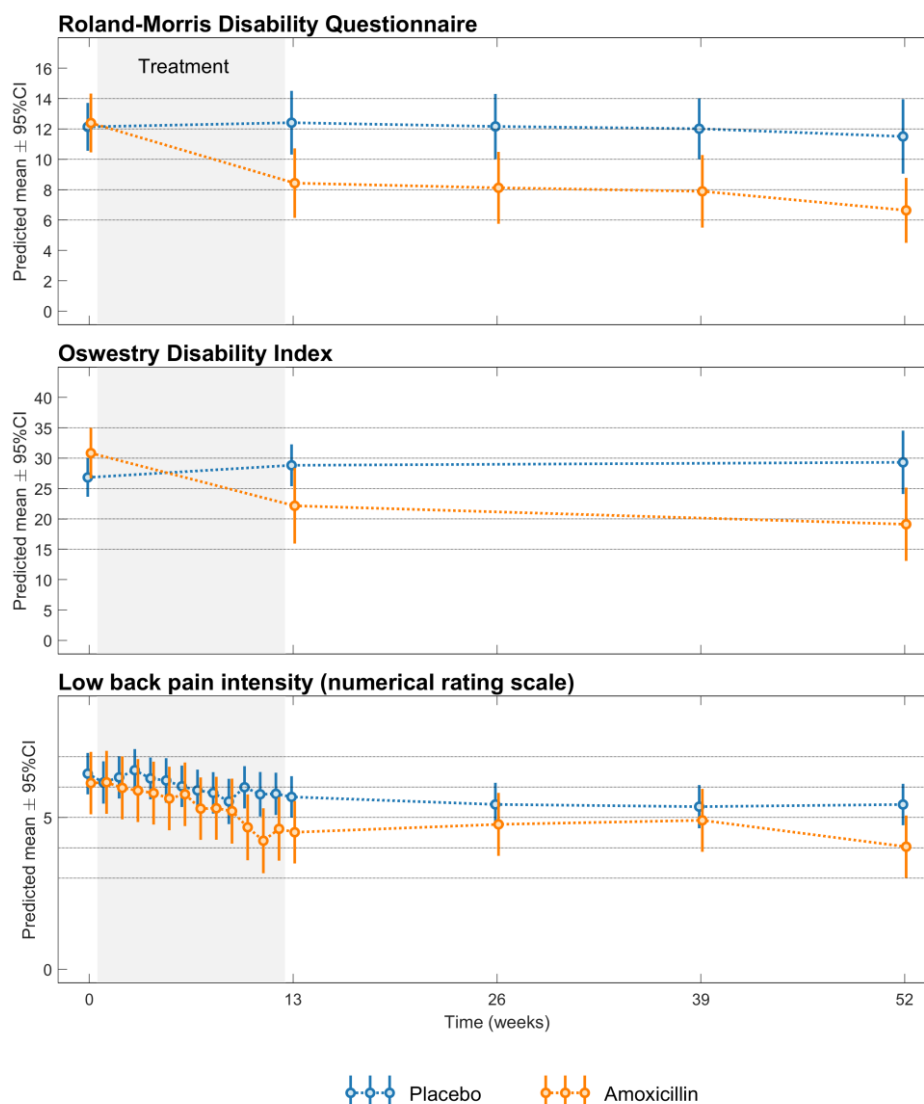 Roland-Morris Disability Questionnaire
Treatment
Predicted mean ± 95%CI
16
14
12
10
8
6
4
2
0
Oswestry Disability Index
Predicted mean ± 95%CI
40
35
30
25
20
15
10
5
0
Low back pain intensity (numerical rating scale)
Predicted mean ± 95%CI
5
0
0 13 26 39 52
Time (weeks)
Placebo Amoxicillin